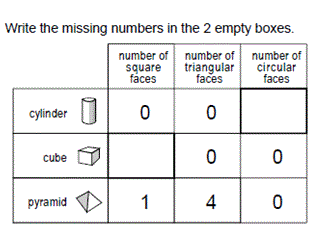 Write the missing numbers in the 2 empty boxes.
number of square faces
number of triangular faces
number of circular faces
cylinder 0 0
cube 0 0
pyramid 1 4 0